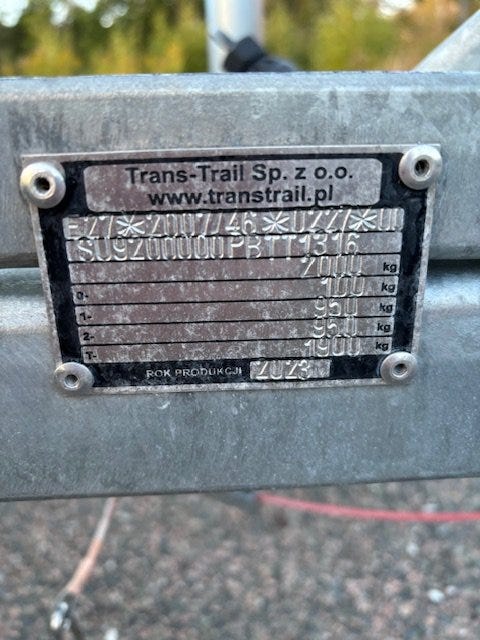 Trans-Trail Sp. z o.o.
www.transtrail.pl
E27*2007/46*0227*01
SU9200000PBTT1316
2000 kg
0- 100 kg
1- 950 kg
2- 950 kg
T- 1900 kg
ROK PRODUKCJI 2023